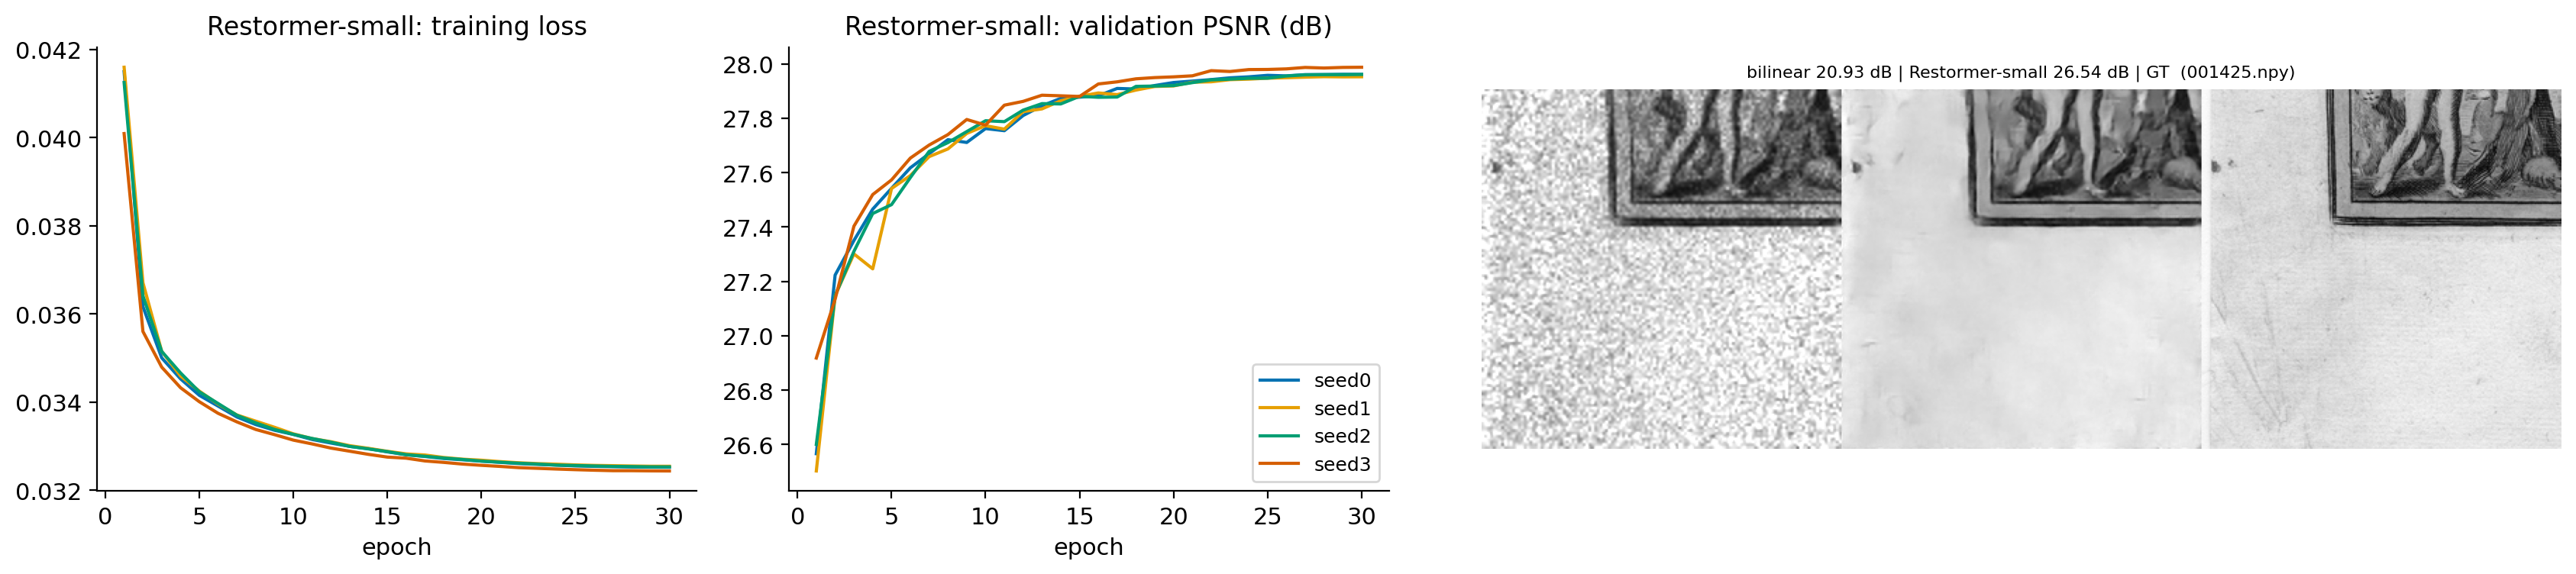 Restormer-small: training loss
0.042
0.040
0.038
0.036
0.034
0.032
0 5 10 15 20 25 30
epoch
Restormer-small: validation PSNR (dB)
28.0
27.8
27.6
27.4
27.2
27.0
26.8
26.6
0 5 10 15 20 25 30
epoch
seed0
seed1
seed2
seed3
bilinear 20.93 dB | Restormer-small 26.54 dB | GT (001425.npy)